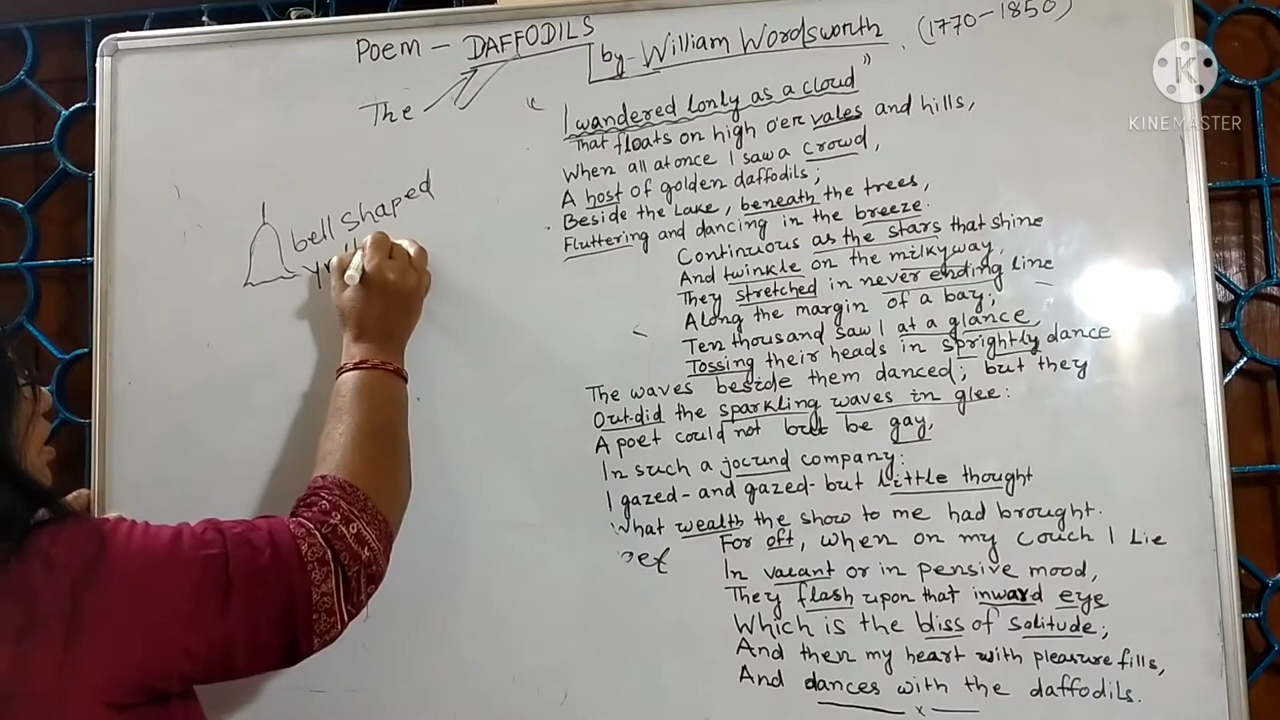 Poem - DAFFODILS
by William Wordsworth. (1770-1850)
The
"I wandered lonly as a cloud"
That floats on high o'er vales and hills,
When all at once I saw a crowd,
A host of golden daffodils;
Beside the Lake, beneath the trees,
Fluttering and dancing in the breeze.
Continuous as the stars that shine
And twinkle on the milkyway,
They stretched in never ending Line
Along the margin of a bay;
Ten thousand saw I at a glance,
Tossing their heads in sprightly dance
The waves beside them danced; but they
Out-did the sparkling waves in glee:
A poet could not but be gay,
In such a jocund company:
I gazed- and gazed- but little thought
What wealth the show to me had brought.
For oft, when on my couch I Lie
In vacant or in pensive mood,
They flash upon that inward eye
Which is the bliss of solitude;
And then my heart with pleasure fills,
And dances with the daffodils.
x
bell shaped
K
KINEMASTER